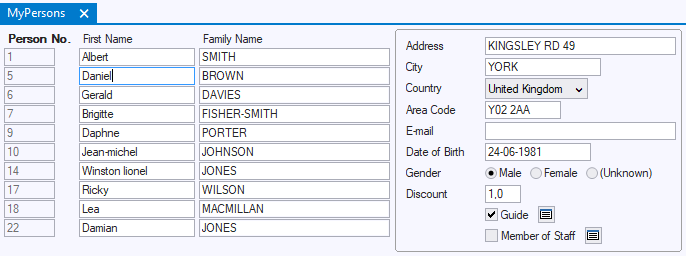 MyPersons
Person No. First Name Family Name
1 Albert SMITH
5 Daniel BROWN
6 Gerald DAVIES
7 Brigitte FISHER-SMITH
9 Daphne PORTER
10 Jean-michel JOHNSON
14 Winston lionel JONES
17 Ricky WILSON
18 Lea MACMILLAN
22 Damian JONES
Address KINGSLEY RD 49
City YORK
Country United Kingdom
Area Code Y02 2AA
E-mail
Date of Birth 24-06-1981
Gender Male Female (Unknown)
Discount 1,0
Guide
Member of Staff